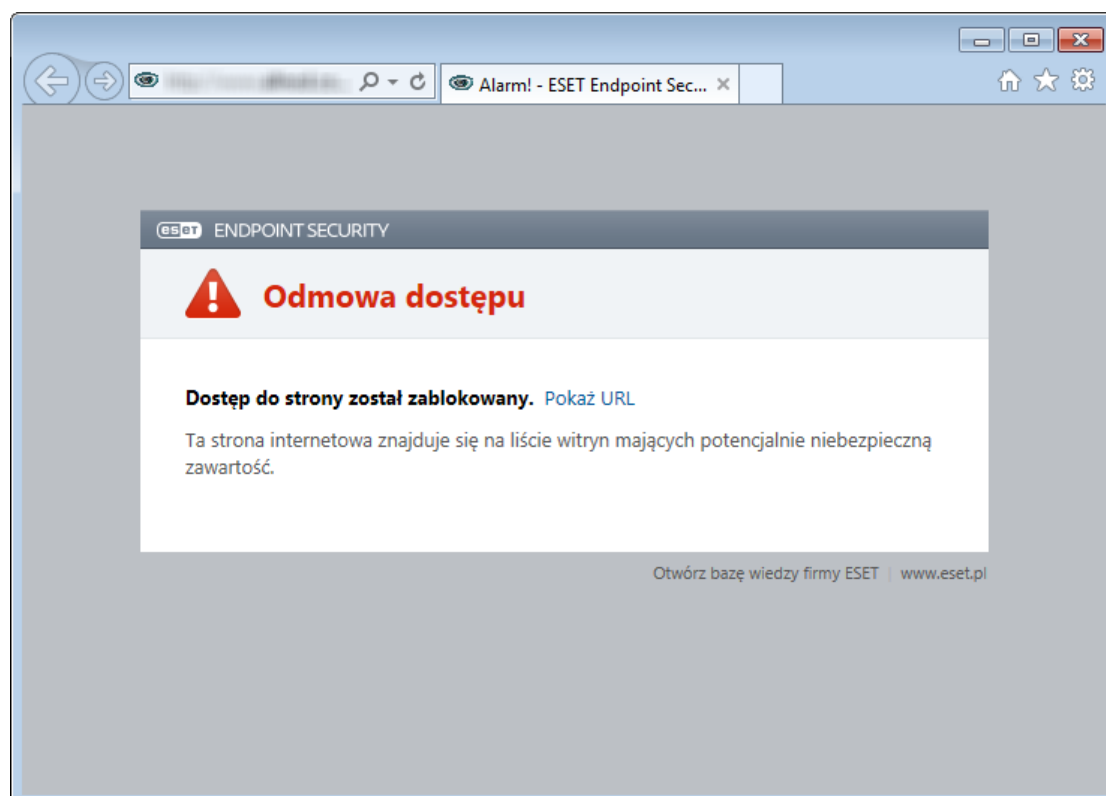 Alarm! - ESET Endpoint Sec...
eset ENDPOINT SECURITY
Odmowa dostępu
Dostęp do strony został zablokowany. Pokaż URL
Ta strona internetowa znajduje się na liście witryn mających potencjalnie niebezpieczną
zawartość.
Otwórz bazę wiedzy firmy ESET | www.eset.pl